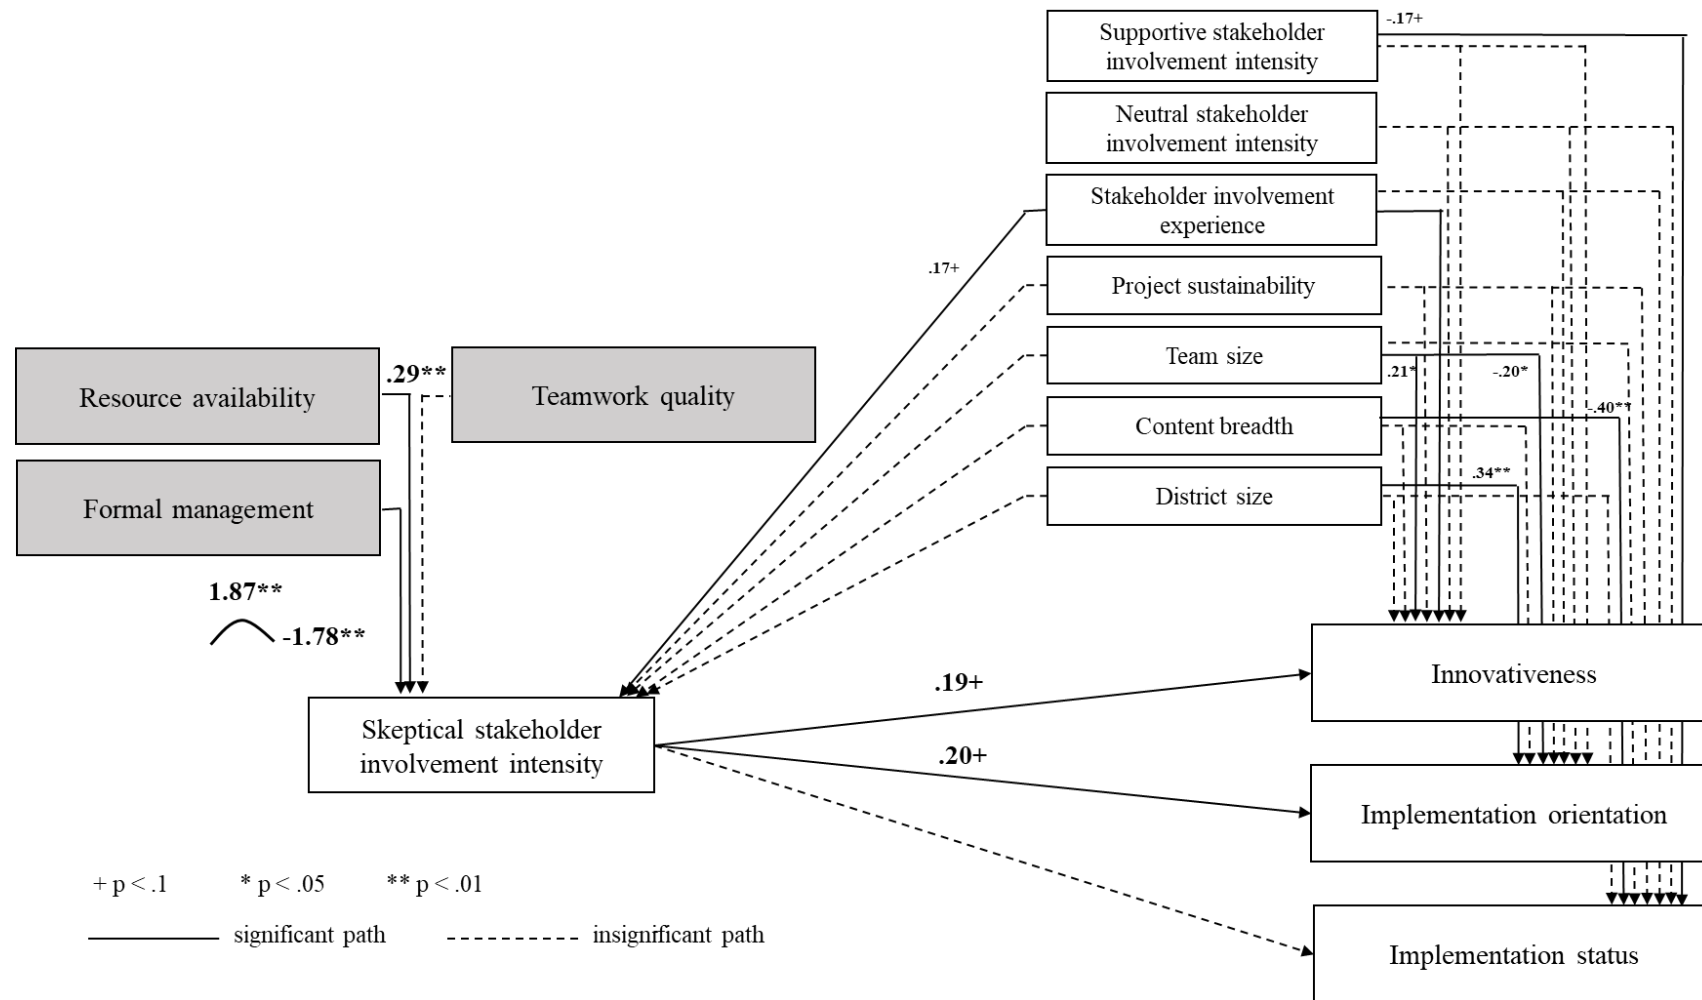 Supportive stakeholder
involvement intensity
-.17+
Neutral stakeholder
involvement intensity
Stakeholder involvement
experience
.17+
Project sustainability
Team size
.21*
-.20*
Content breadth
-.40**
District size
.34**
Resource availability
.29**
Teamwork quality
Formal management
1.87**
-1.78**
Skeptical stakeholder
involvement intensity
.19+
.20+
Innovativeness
Implementation orientation
Implementation status
+ p < .1 * p < .05 ** p < .01
significant path insignificant path